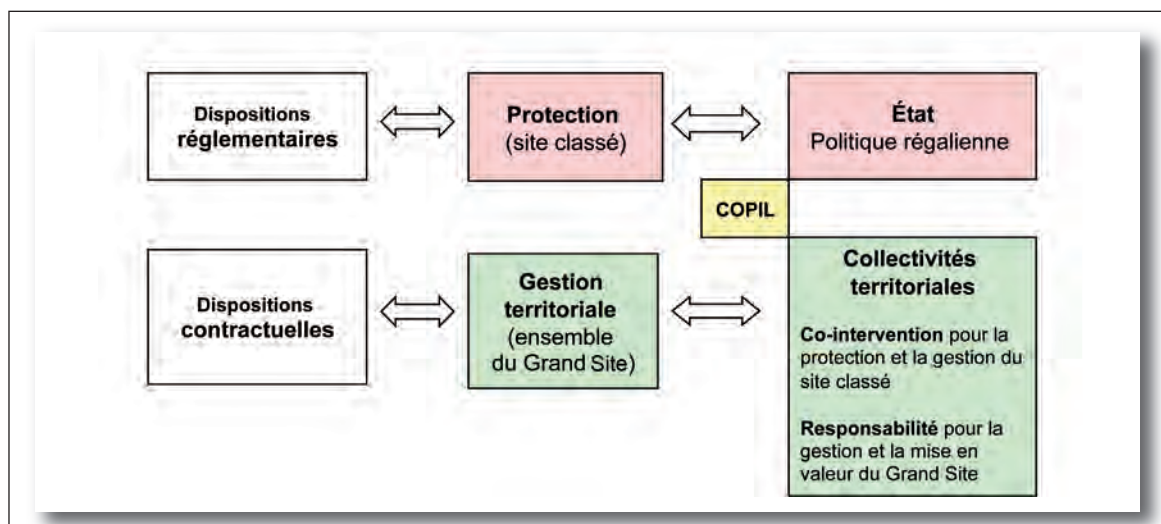 Dispositions
réglementaires
Protection
(site classé)
État
Politique régalienne
COPIL
Dispositions
contractuelles
Gestion
territoriale
(ensemble
du Grand Site)
Collectivités
territoriales
Co-intervention pour la
protection et la gestion du
site classé
Responsabilité pour la
gestion et la mise en
valeur du Grand Site